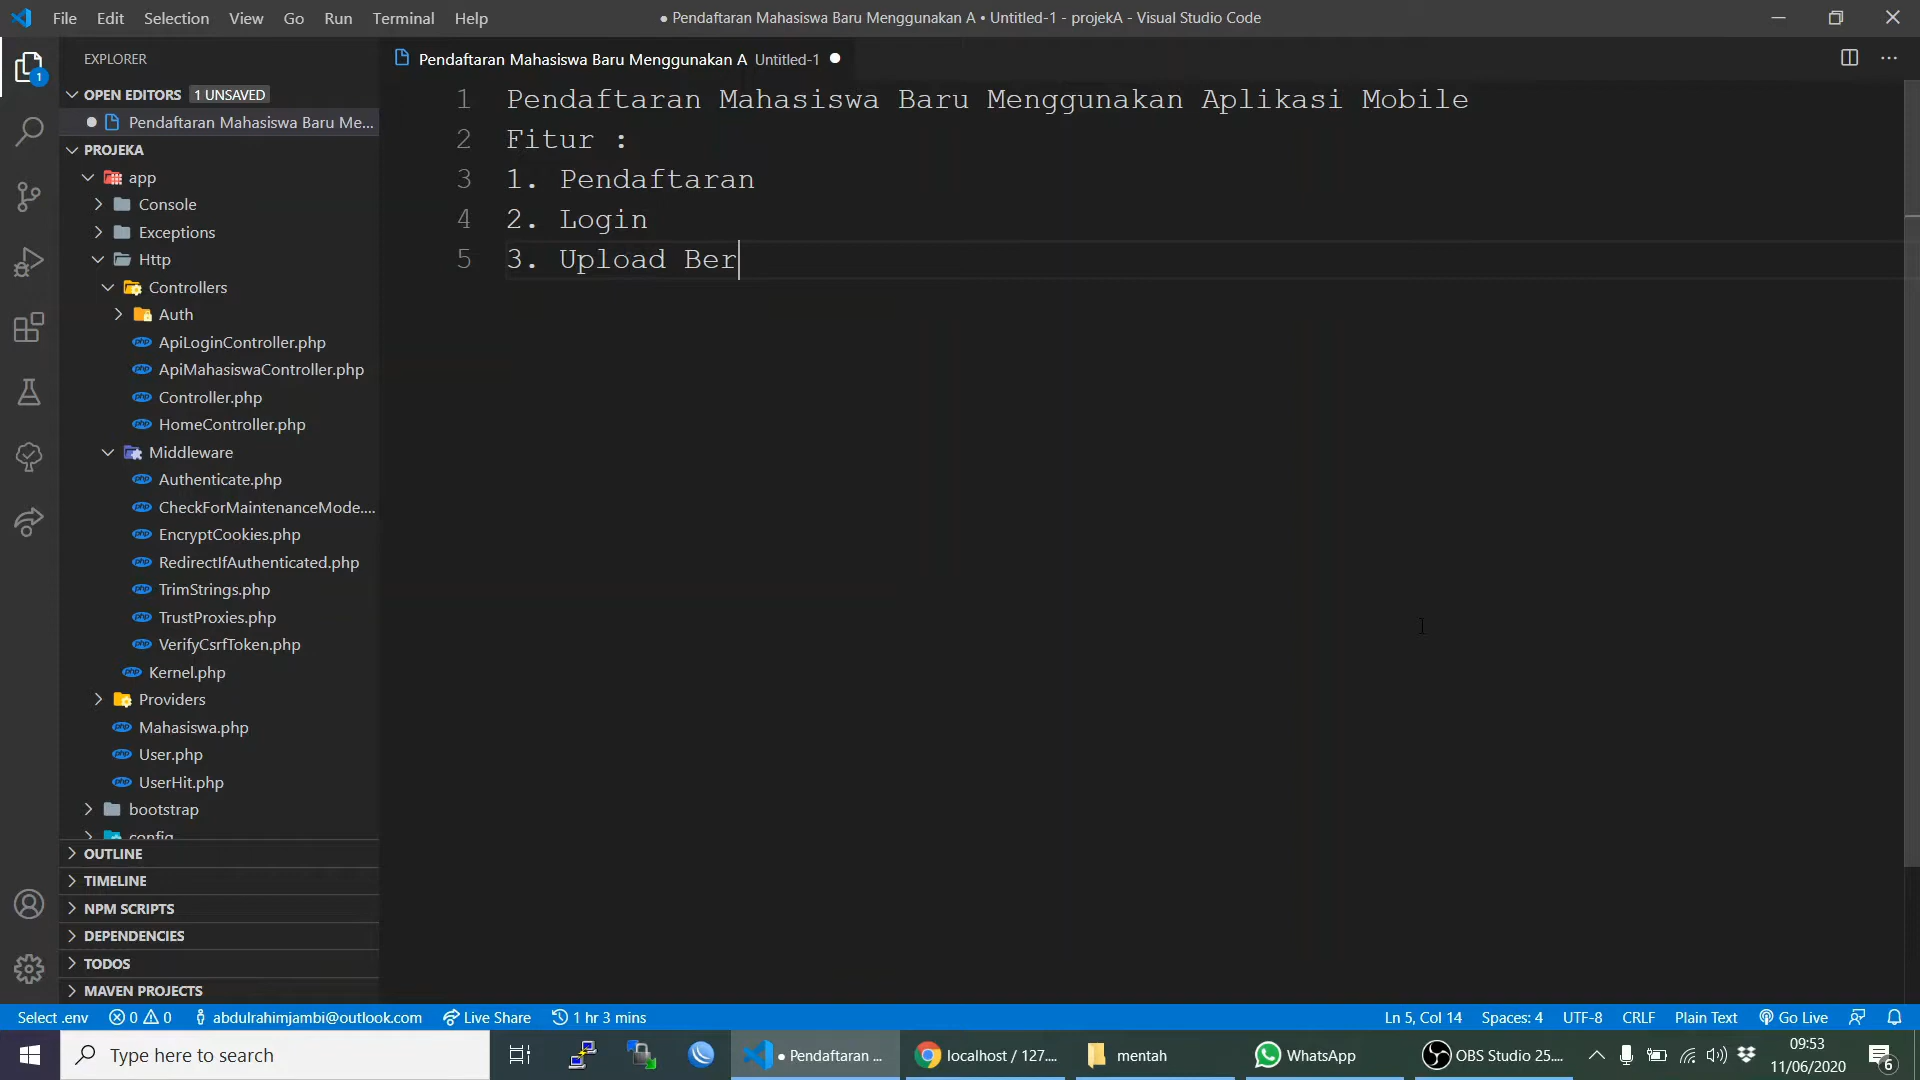 File Edit Selection View Go Run Terminal Help
● Pendaftaran Mahasiswa Baru Menggunakan A • Untitled-1 - projekA - Visual Studio Code
EXPLORER
Pendaftaran Mahasiswa Baru Menggunakan A Untitled-1 ●
OPEN EDITORS 1 UNSAVED
● Pendaftaran Mahasiswa Baru Me...
PROJEKA
app
Console
Exceptions
Http
Controllers
Auth
ApiLoginController.php
ApiMahasiswaController.php
Controller.php
HomeController.php
Middleware
Authenticate.php
CheckForMaintenanceMode....
EncryptCookies.php
RedirectIfAuthenticated.php
TrimStrings.php
TrustProxies.php
VerifyCsrfToken.php
Kernel.php
Providers
Mahasiswa.php
User.php
UserHit.php
bootstrap
config
OUTLINE
TIMELINE
NPM SCRIPTS
DEPENDENCIES
TODOS
MAVEN PROJECTS
1 Pendaftaran Mahasiswa Baru Menggunakan Aplikasi Mobile
2 Fitur :
3 1. Pendaftaran
4 2. Login
5 3. Upload Ber
Select .env 0 0 abdulrahimjambi@outlook.com Live Share 1 hr 3 mins
Ln 5, Col 14 Spaces: 4 UTF-8 CRLF Plain Text Go Live
Type here to search
● Pendaftaran ...
localhost / 127....
mentah
WhatsApp
OBS Studio 25....
09:53
11/06/2020
6
1